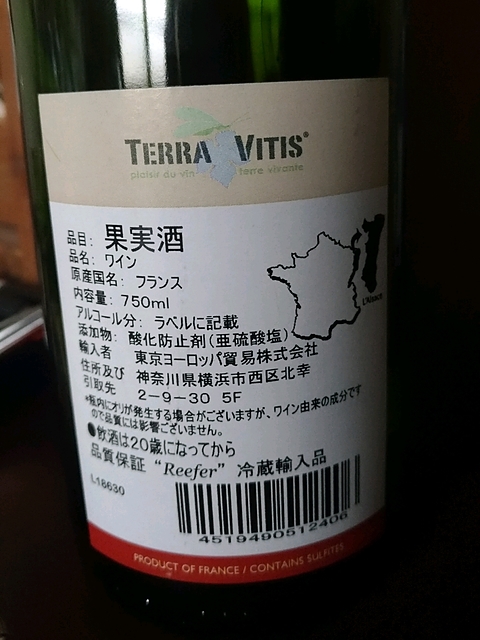 TERRA VITIS®
plaisir du vin terre vivante
品目: 果実酒
品名: ワイン
原産国名: フランス
内容量: 750ml
アルコール分: ラベルに記載
添加物: 酸化防止剤(亜硫酸塩)
輸入者 東京ヨーロッパ貿易株式会社
住所及び 神奈川県横浜市西区北幸
引取先 2-9-30 5F
*瓶内にオリが発生する場合がございますが、ワイン由来の成分です
ので品質には影響ございません。
●飲酒は20歳になってから
品質保証 “Reefer” 冷蔵輸入品
L18630
4519490512406
L'Alsace
PRODUCT OF FRANCE / CONTAINS SULFITES